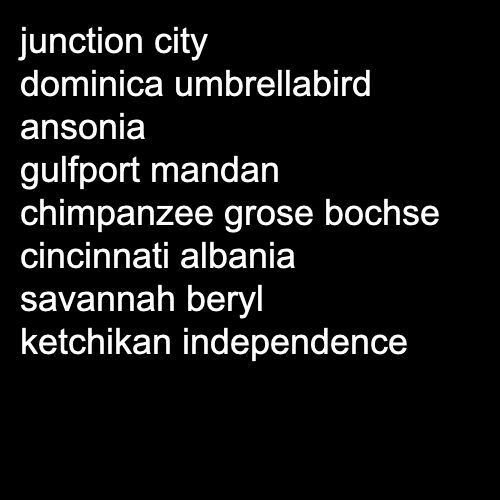 junction city
dominica umbrellabird
ansonia
gulfport mandan
chimpanzee grose bochse
cincinnati albania
savannah beryl
ketchikan independence